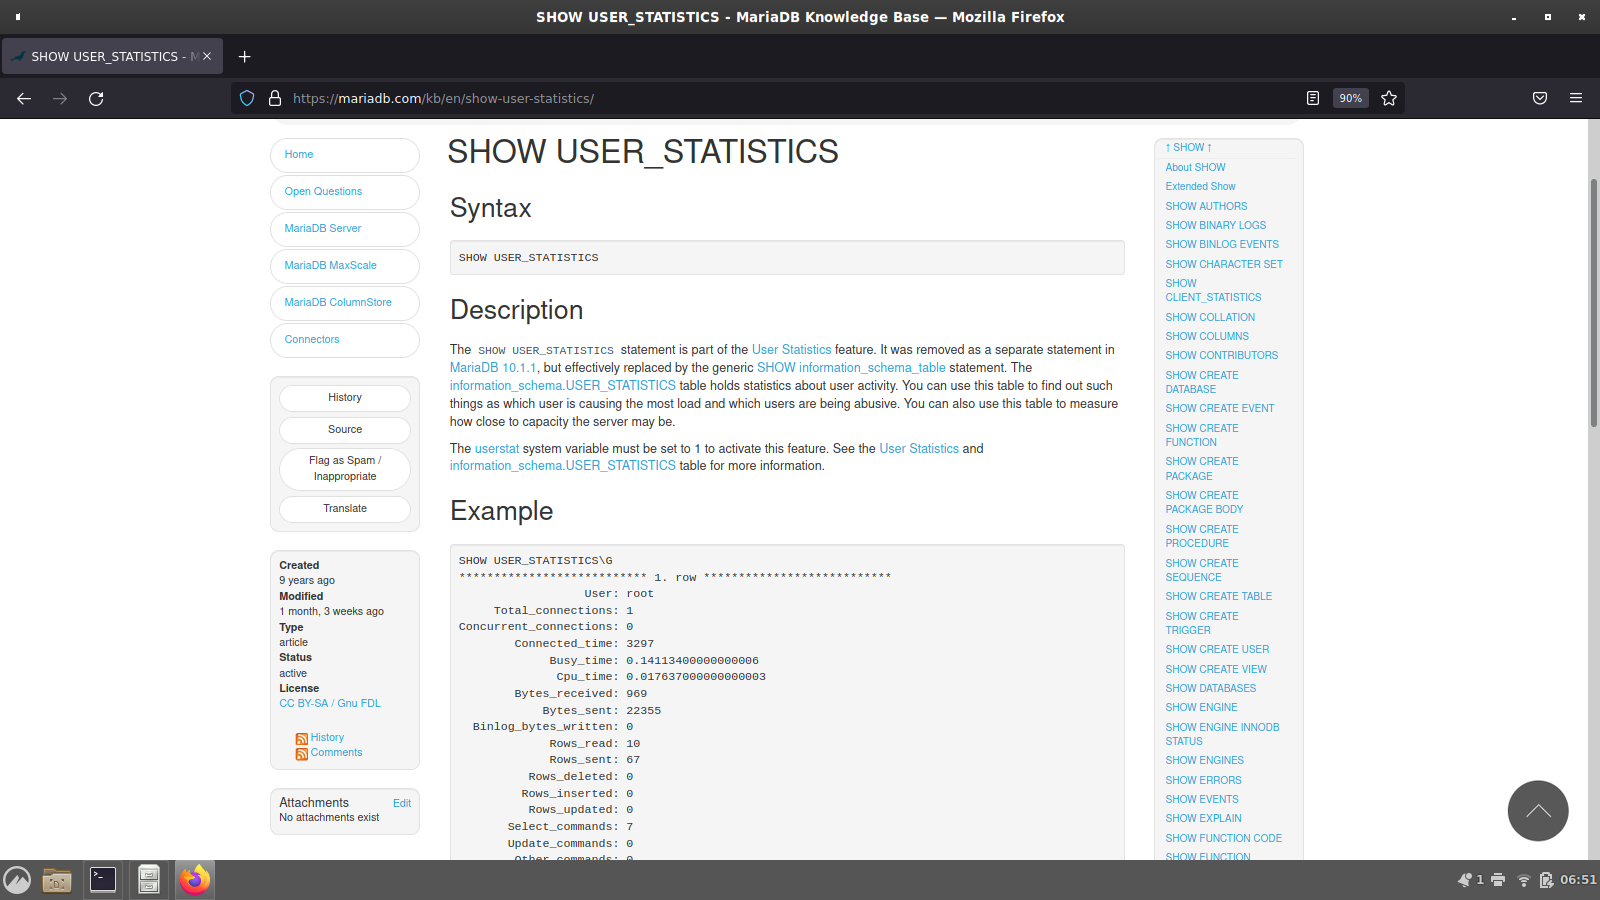 SHOW USER_STATISTICS - MariaDB Knowledge Base — Mozilla Firefox
SHOW USER_STATISTICS - M
https://mariadb.com/kb/en/show-user-statistics/
90%
Home
Open Questions
MariaDB Server
MariaDB MaxScale
MariaDB ColumnStore
Connectors
History
Source
Flag as Spam /
Inappropriate
Translate
Created
9 years ago
Modified
1 month, 3 weeks ago
Type
article
Status
active
License
CC BY-SA / Gnu FDL
History
Comments
Attachments Edit
No attachments exist
SHOW USER_STATISTICS
Syntax
SHOW USER_STATISTICS
Description
The SHOW USER_STATISTICS statement is part of the User Statistics feature. It was removed as a separate statement in
MariaDB 10.1.1, but effectively replaced by the generic SHOW information_schema_table statement. The
information_schema.USER_STATISTICS table holds statistics about user activity. You can use this table to find out such
things as which user is causing the most load and which users are being abusive. You can also use this table to measure
how close to capacity the server may be.
The userstat system variable must be set to 1 to activate this feature. See the User Statistics and
information_schema.USER_STATISTICS table for more information.
Example
SHOW USER_STATISTICS\G
*************************** 1. row ***************************
User: root
Total_connections: 1
Concurrent_connections: 0
Connected_time: 3297
Busy_time: 0.14113400000000006
Cpu_time: 0.017637000000000003
Bytes_received: 969
Bytes_sent: 22355
Binlog_bytes_written: 0
Rows_read: 10
Rows_sent: 67
Rows_deleted: 0
Rows_inserted: 0
Rows_updated: 0
Select_commands: 7
Update_commands: 0
Other_commands: 0
↑ SHOW ↑
About SHOW
Extended Show
SHOW AUTHORS
SHOW BINARY LOGS
SHOW BINLOG EVENTS
SHOW CHARACTER SET
SHOW
CLIENT_STATISTICS
SHOW COLLATION
SHOW COLUMNS
SHOW CONTRIBUTORS
SHOW CREATE
DATABASE
SHOW CREATE EVENT
SHOW CREATE
FUNCTION
SHOW CREATE
PACKAGE
SHOW CREATE
PACKAGE BODY
SHOW CREATE
PROCEDURE
SHOW CREATE
SEQUENCE
SHOW CREATE TABLE
SHOW CREATE
TRIGGER
SHOW CREATE USER
SHOW CREATE VIEW
SHOW DATABASES
SHOW ENGINE
SHOW ENGINE INNODB
STATUS
SHOW ENGINES
SHOW ERRORS
SHOW EVENTS
SHOW EXPLAIN
SHOW FUNCTION CODE
SHOW FUNCTION
1
06:51